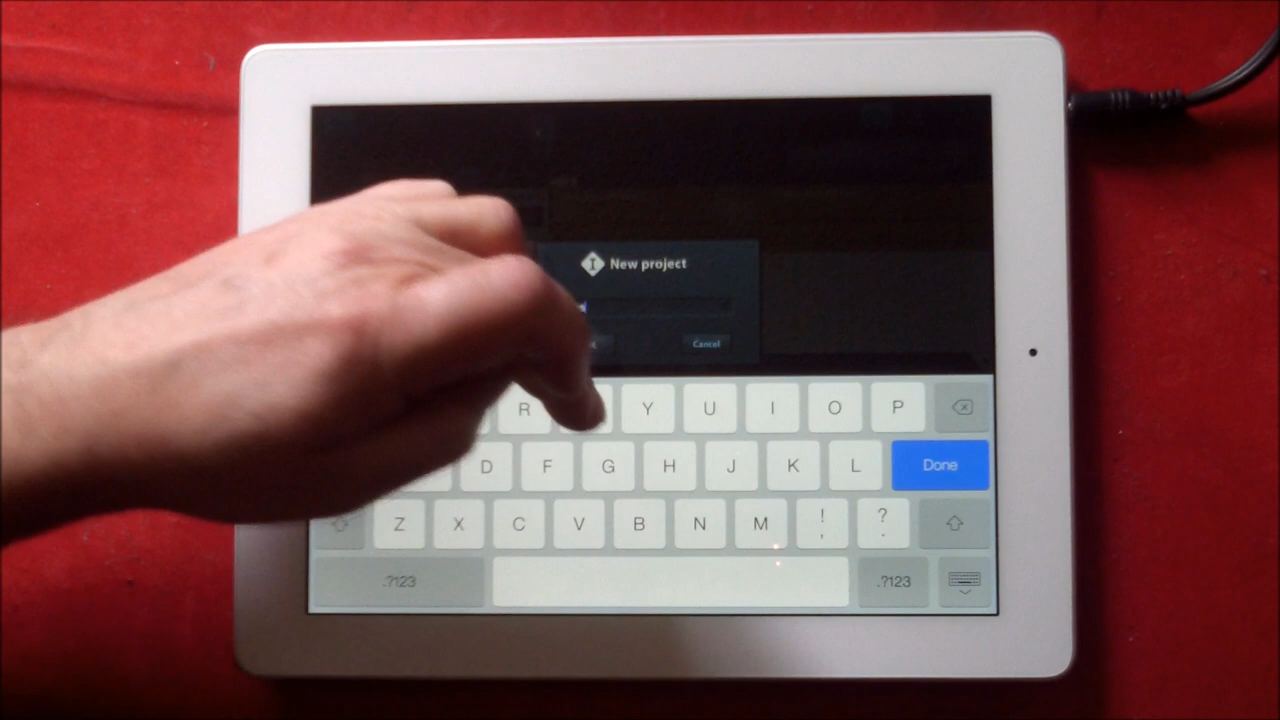 New project
Cancel
R Y U I O P
D F G H J K L Done
Z X C V B N M ! , ? .
.?123 .?123